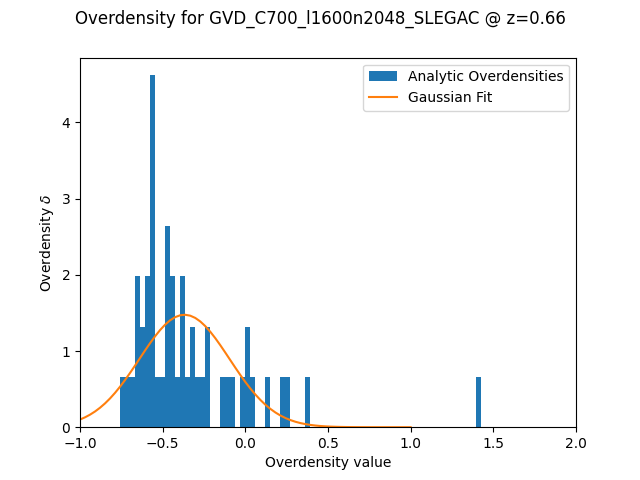 Overdensity for GVD_C700_l1600n2048_SLEGAC @ z=0.66
Analytic Overdensities
Gaussian Fit
Overdensity δ
4
3
2
1
0
−1.0 −0.5 0.0 0.5 1.0 1.5 2.0
Overdensity value